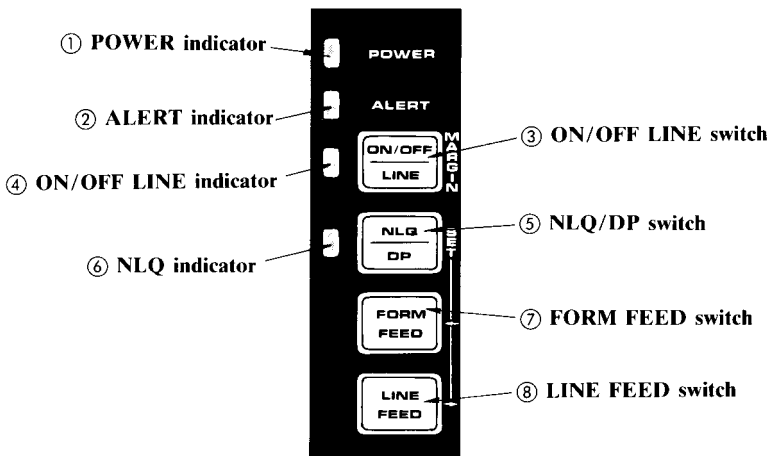 ① POWER indicator
POWER
② ALERT indicator
ALERT
③ ON/OFF LINE switch
ON/OFF
LINE
MARGIN
④ ON/OFF LINE indicator
⑤ NLQ/DP switch
NLQ
DP
SET
⑥ NLQ indicator
FORM
FEED
⑦ FORM FEED switch
LINE
FEED
⑧ LINE FEED switch